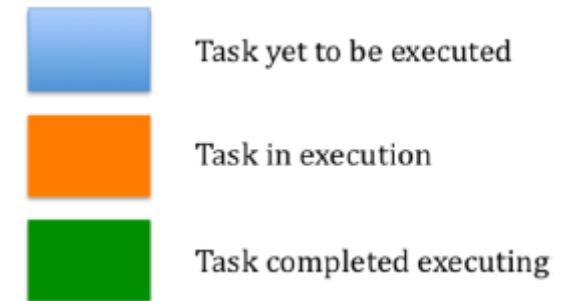 Task yet to be executed
Task in execution
Task completed executing